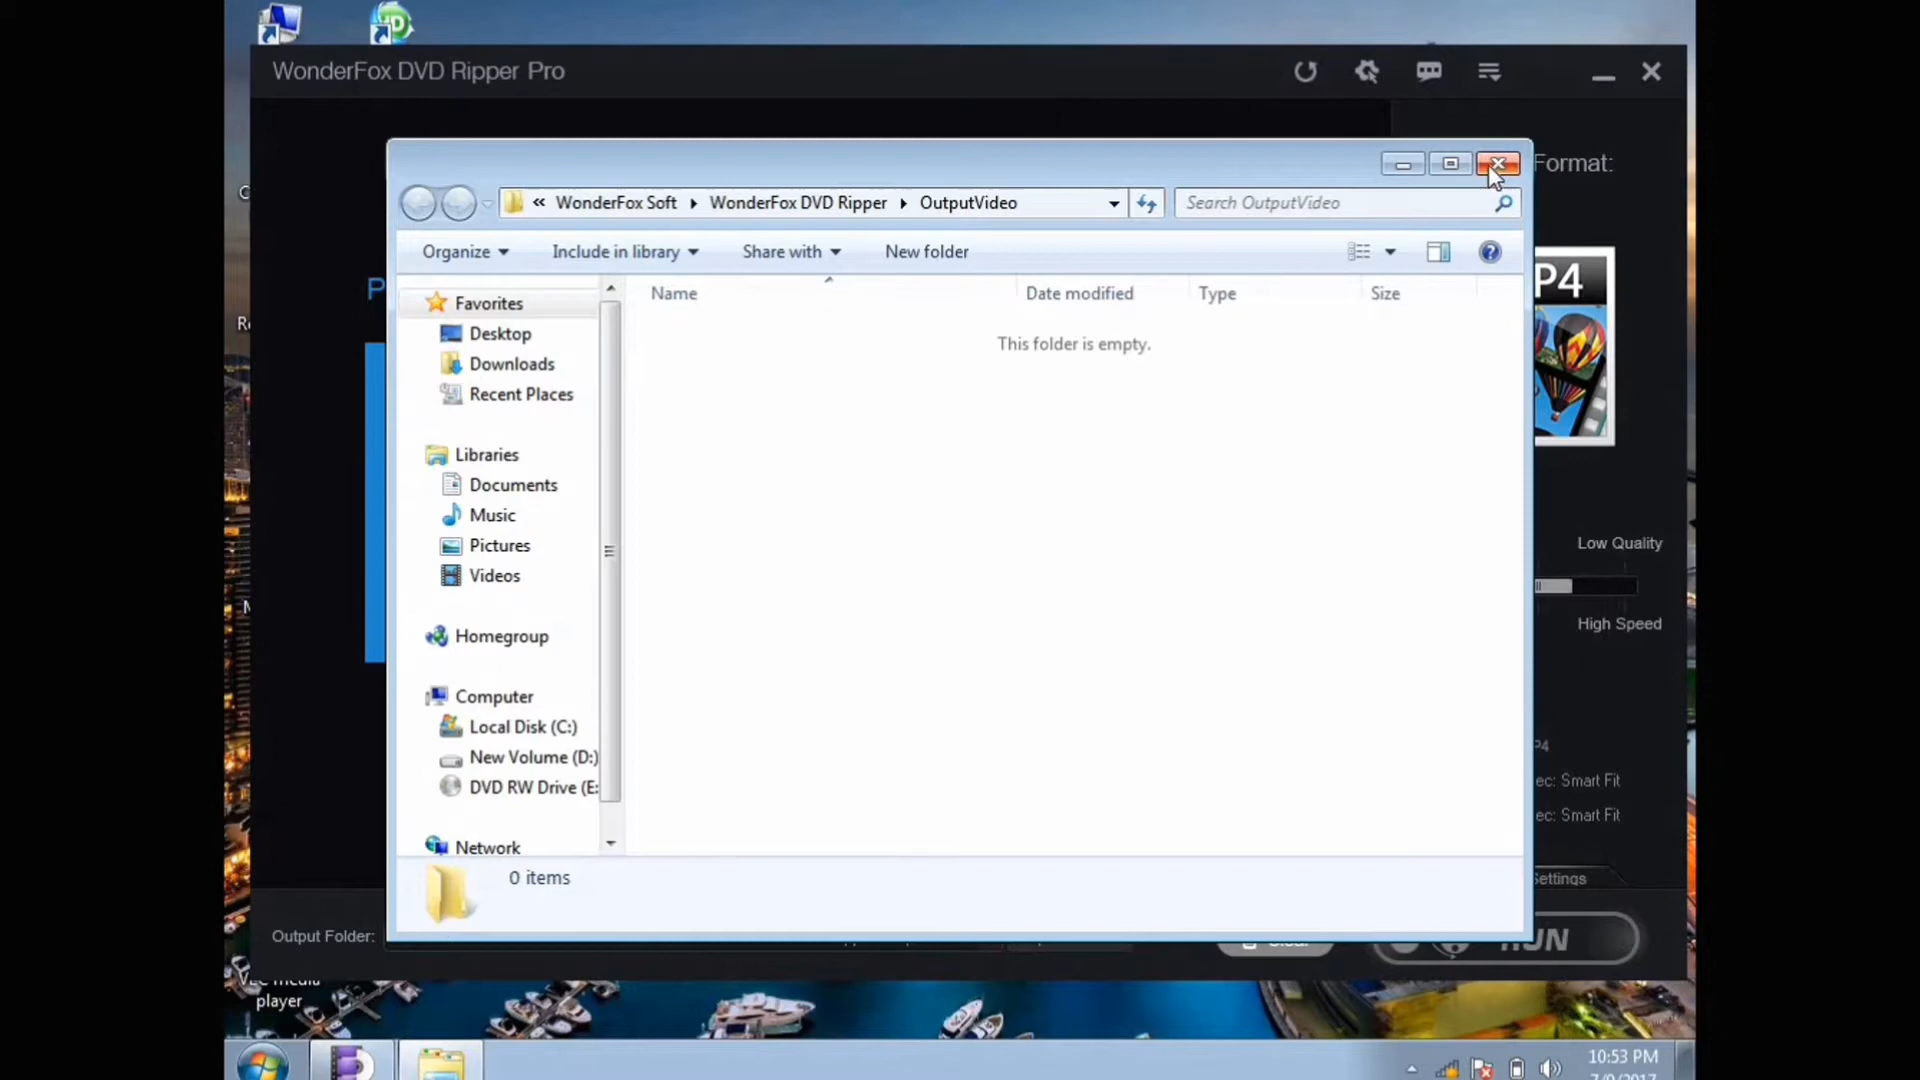 WonderFox DVD Ripper Pro
Format:
« WonderFox Soft ▸ WonderFox DVD Ripper ▸ OutputVideo
Search OutputVideo
Organize
Include in library
Share with
New folder
Name
Date modified
Type
Size
This folder is empty.
P
P4
Favorites
Desktop
Downloads
Recent Places
Libraries
Documents
Music
Pictures
Videos
Homegroup
Computer
Local Disk (C:)
New Volume (D:)
DVD RW Drive (E:
Network
0 items
Low Quality
High Speed
P4
ec: Smart Fit
ec: Smart Fit
Settings
Output Folder:
Clear
RUN
player
10:53 PM